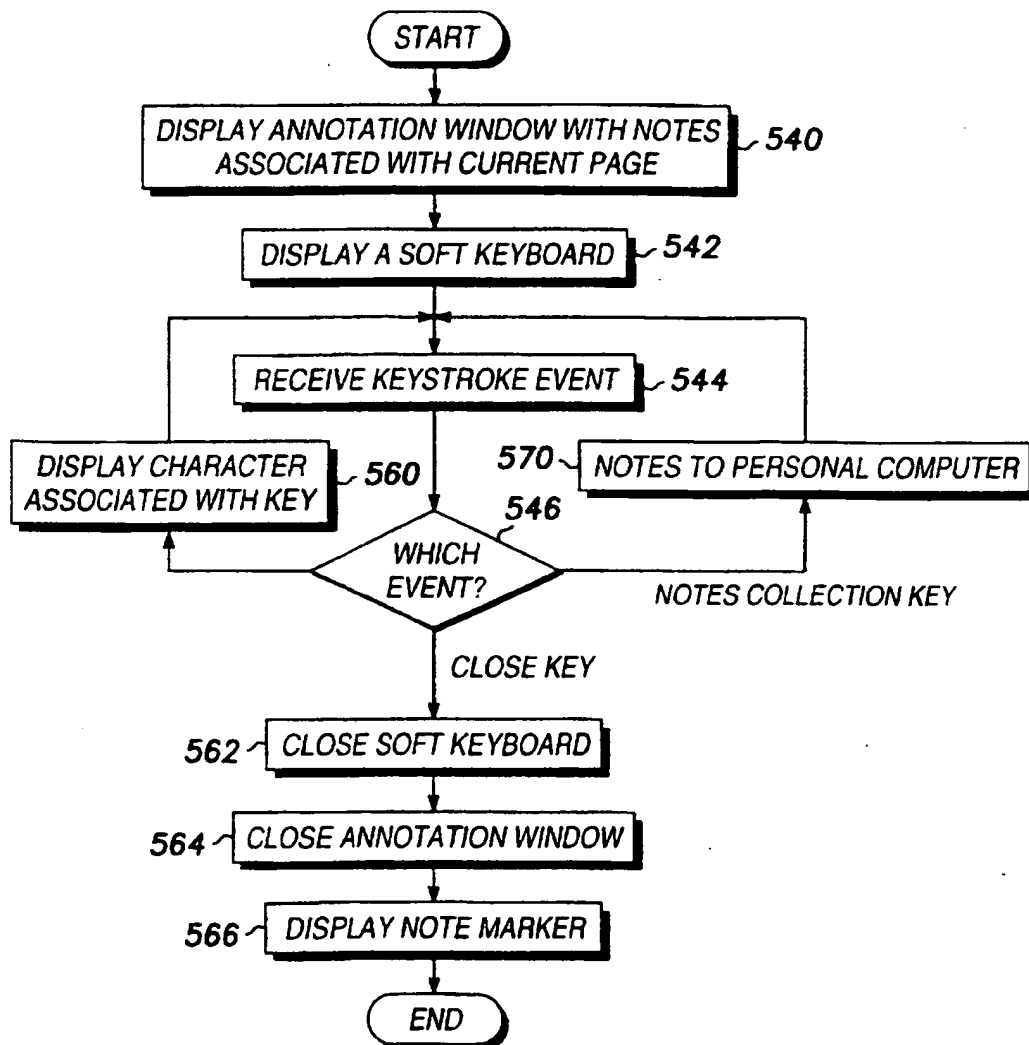 START
DISPLAY ANNOTATION WINDOW WITH NOTES
ASSOCIATED WITH CURRENT PAGE
540
DISPLAY A SOFT KEYBOARD
542
RECEIVE KEYSTROKE EVENT
544
DISPLAY CHARACTER
ASSOCIATED WITH KEY
560
570
NOTES TO PERSONAL COMPUTER
546
WHICH
EVENT?
NOTES COLLECTION KEY
CLOSE KEY
562
CLOSE SOFT KEYBOARD
564
CLOSE ANNOTATION WINDOW
566
DISPLAY NOTE MARKER
END